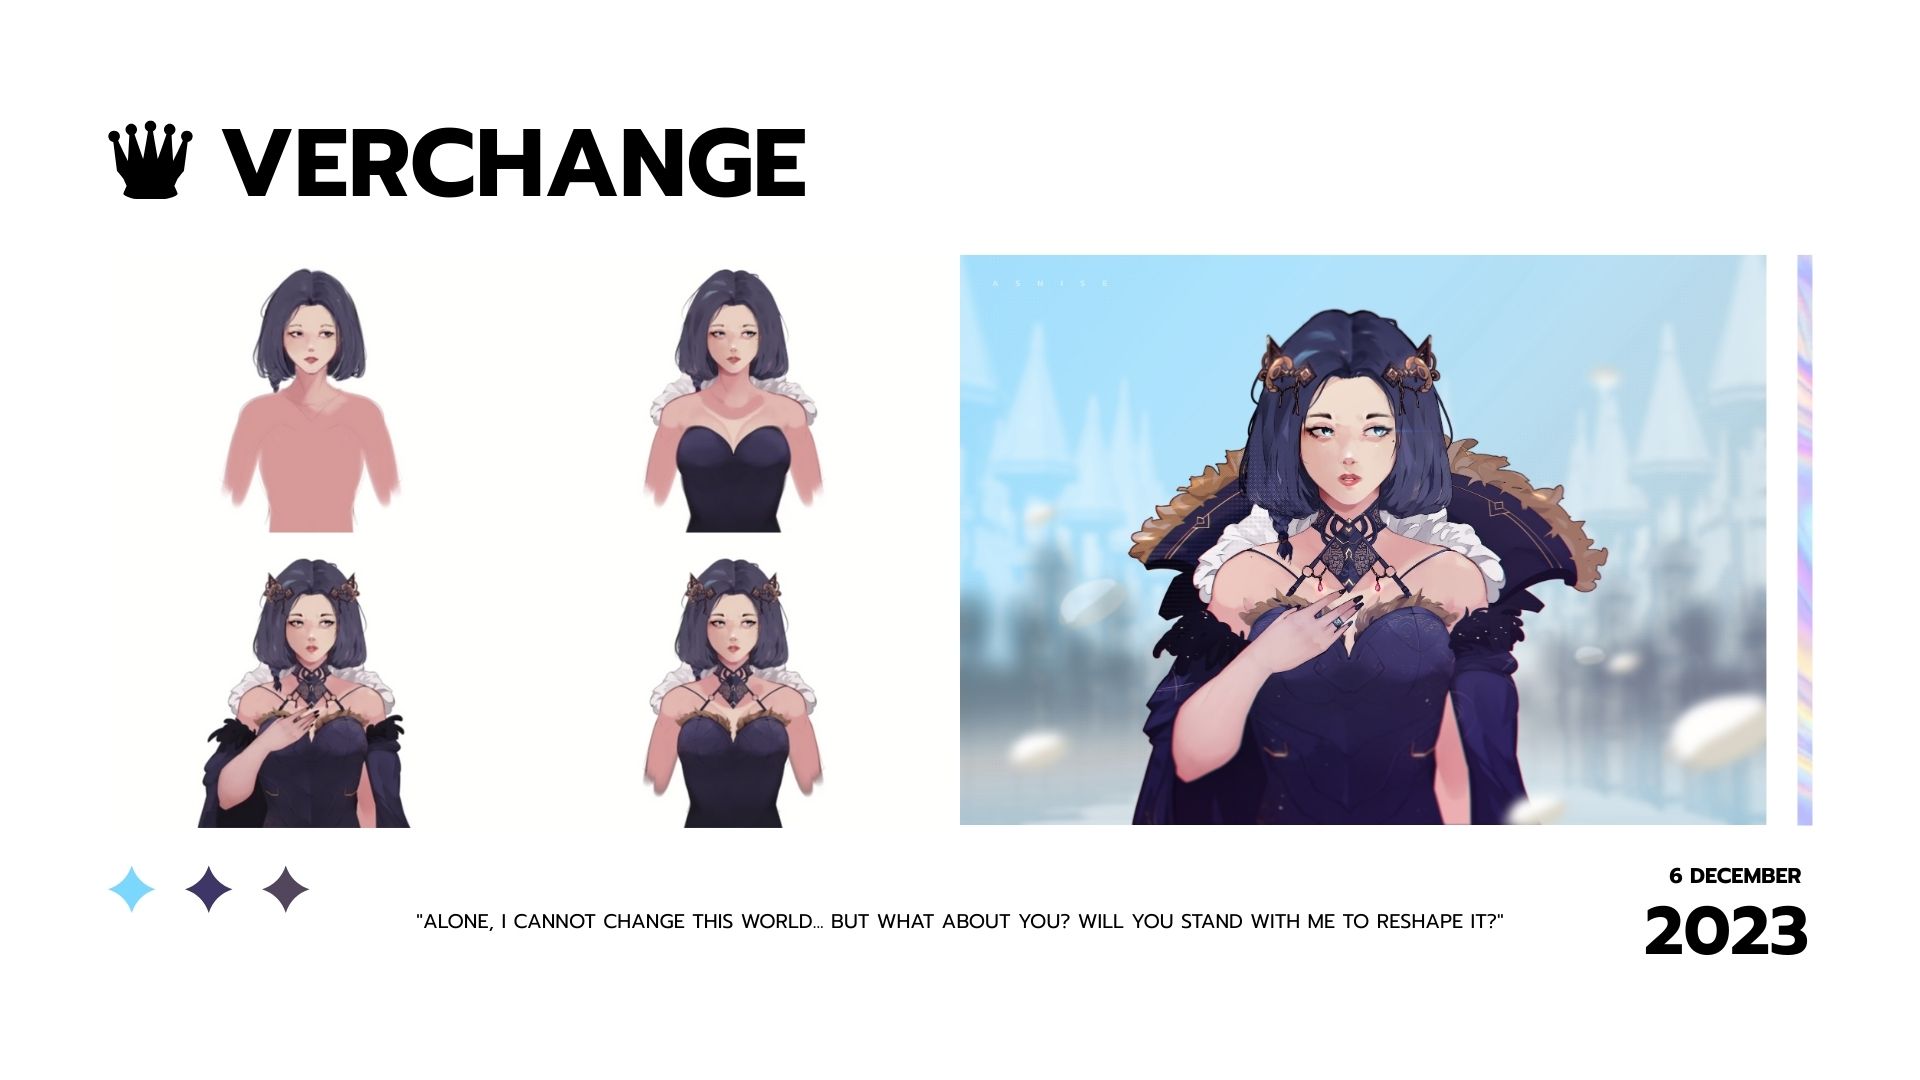 VERCHANGE
A S N I S E
6 DECEMBER
"ALONE, I CANNOT CHANGE THIS WORLD... BUT WHAT ABOUT YOU? WILL YOU STAND WITH ME TO RESHAPE IT?"
2023